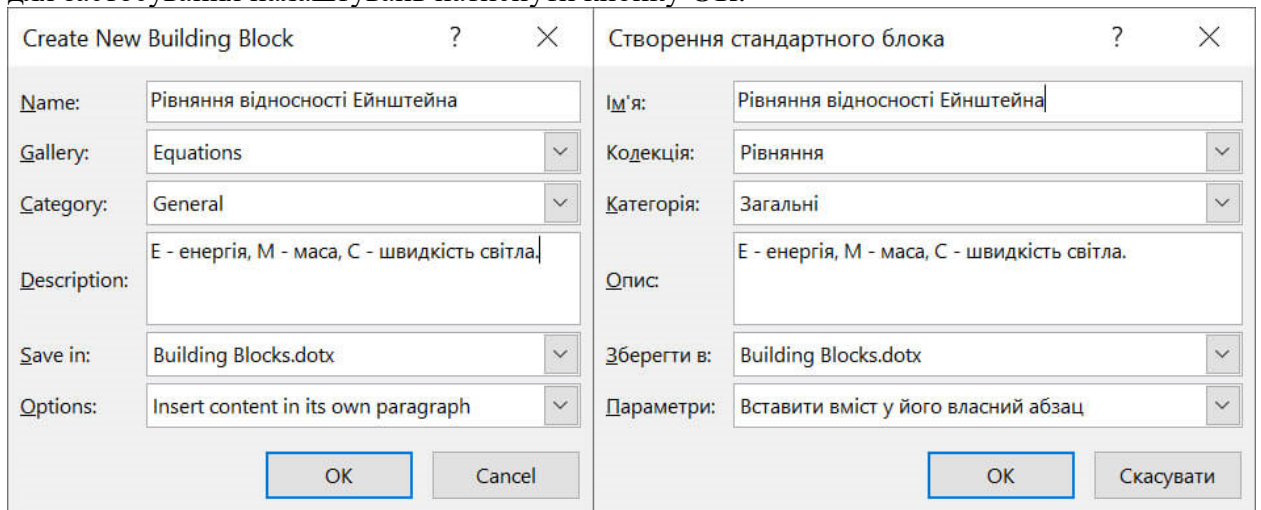 Create New Building Block ?
Name: Рівняння відносності Ейнштейна
Gallery: Equations
Category: General
Description: Е - енергія, М - маса, С - швидкість світла.
Save in: Building Blocks.dotx
Options: Insert content in its own paragraph
OK Cancel
Створення стандартного блока ?
Ім'я: Рівняння відносності Ейнштейна
Колекція: Рівняння
Категорія: Загальні
Опис: Е - енергія, М - маса, С - швидкість світла.
Зберегти в: Building Blocks.dotx
Параметри: Вставити вміст у його власний абзац
OK Скасувати